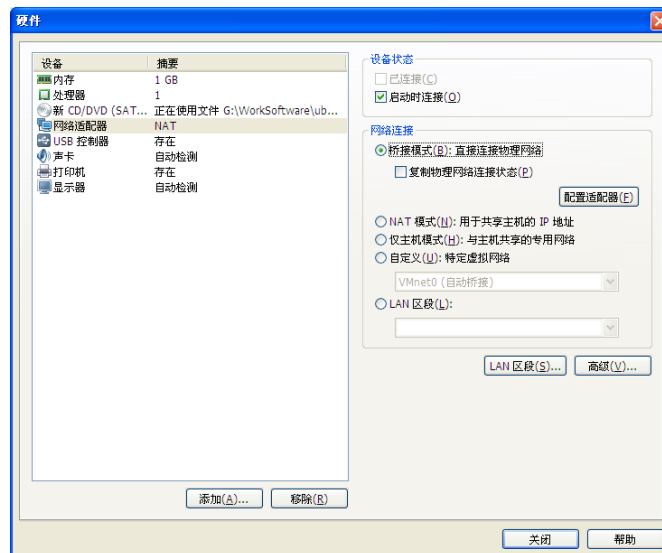 硬件
设备 摘要
内存 1 GB
处理器 1
新 CD/DVD (SAT... 正在使用文件 G:\WorkSoftware\ub...
网络适配器 NAT
USB 控制器 存在
声卡 自动检测
打印机 存在
显示器 自动检测
添加(A)... 移除(R)
设备状态
已连接(C)
启动时连接(O)
网络连接
桥接模式(B): 直接连接物理网络
复制物理网络连接状态(P)
配置适配器(F)
NAT 模式(N): 用于共享主机的 IP 地址
仅主机模式(H): 与主机共享的专用网络
自定义(U): 特定虚拟网络
VMnet0 (自动桥接)
LAN 区段(L):
LAN 区段(S)... 高级(V)...
关闭 帮助